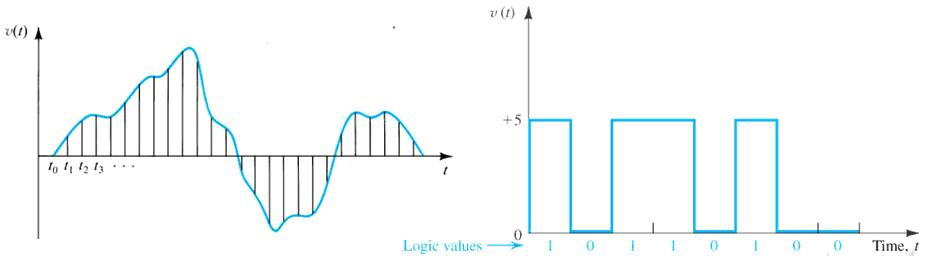 v(t)
t₀ t₁ t₂ t₃ · · ·
t
v (t)
+5
0
Logic values
1 0 1 1 0 1 0 0
Time, t